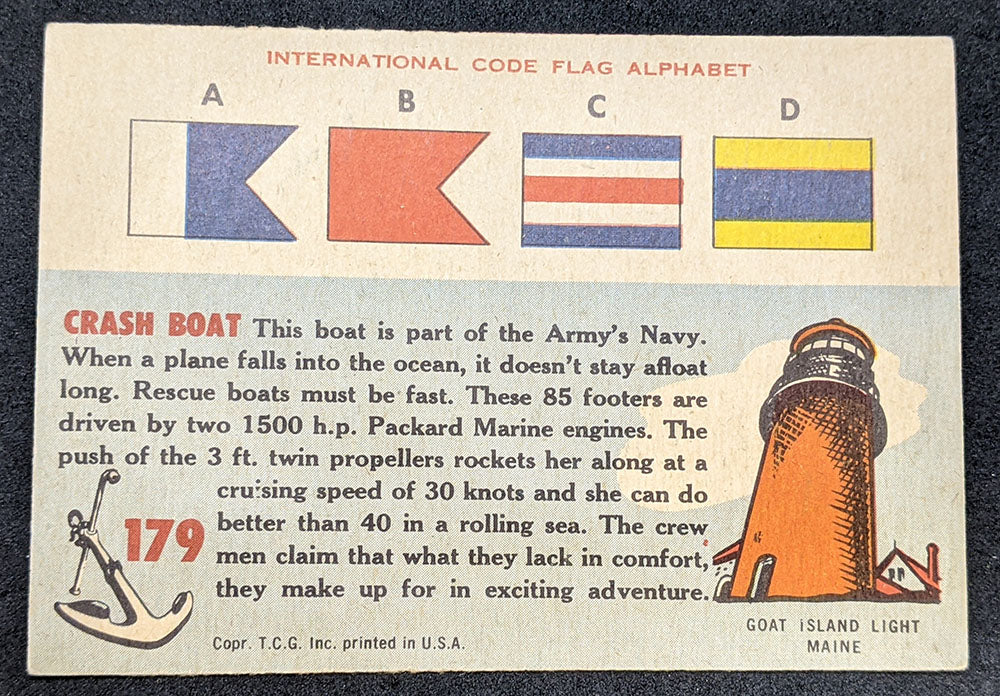 INTERNATIONAL CODE FLAG ALPHABET
A B C D
CRASH BOAT This boat is part of the Army's Navy.
When a plane falls into the ocean, it doesn't stay afloat
long. Rescue boats must be fast. These 85 footers are
driven by two 1500 h.p. Packard Marine engines. The
push of the 3 ft. twin propellers rockets her along at a
cruising speed of 30 knots and she can do
better than 40 in a rolling sea. The crew
men claim that what they lack in comfort,
they make up for in exciting adventure.
179
Copr. T.C.G. Inc. printed in U.S.A.
GOAT iSLAND LIGHT
MAINE